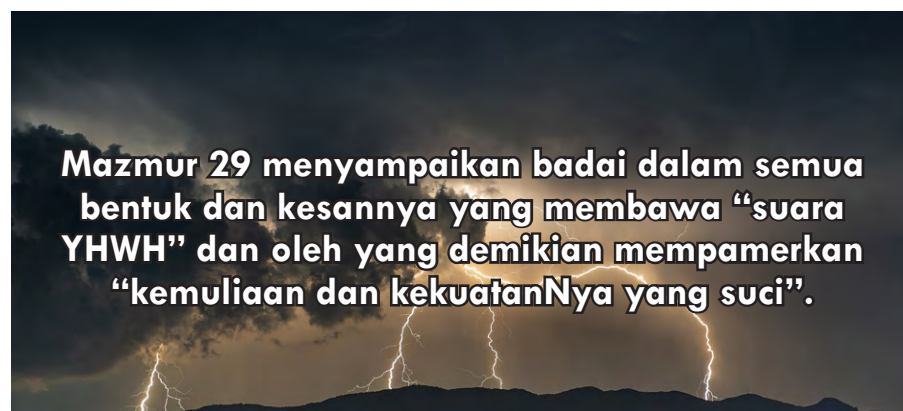 Mazmur 29 menyampaikan badai dalam semua
bentuk dan kesannya yang membawa “suara
YHWH” dan oleh yang demikian mempamerkan
“kemuliaan dan kekuatanNya yang suci”.